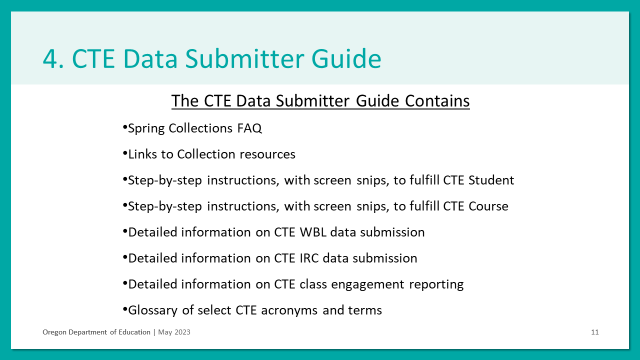 4. CTE Data Submitter Guide
The CTE Data Submitter Guide Contains
•Spring Collections FAQ
•Links to Collection resources
•Step-by-step instructions, with screen snips, to fulfill CTE Student
•Step-by-step instructions, with screen snips, to fulfill CTE Course
•Detailed information on CTE WBL data submission
•Detailed information on CTE IRC data submission
•Detailed information on CTE class engagement reporting
•Glossary of select CTE acronyms and terms
Oregon Department of Education | May 2023
11